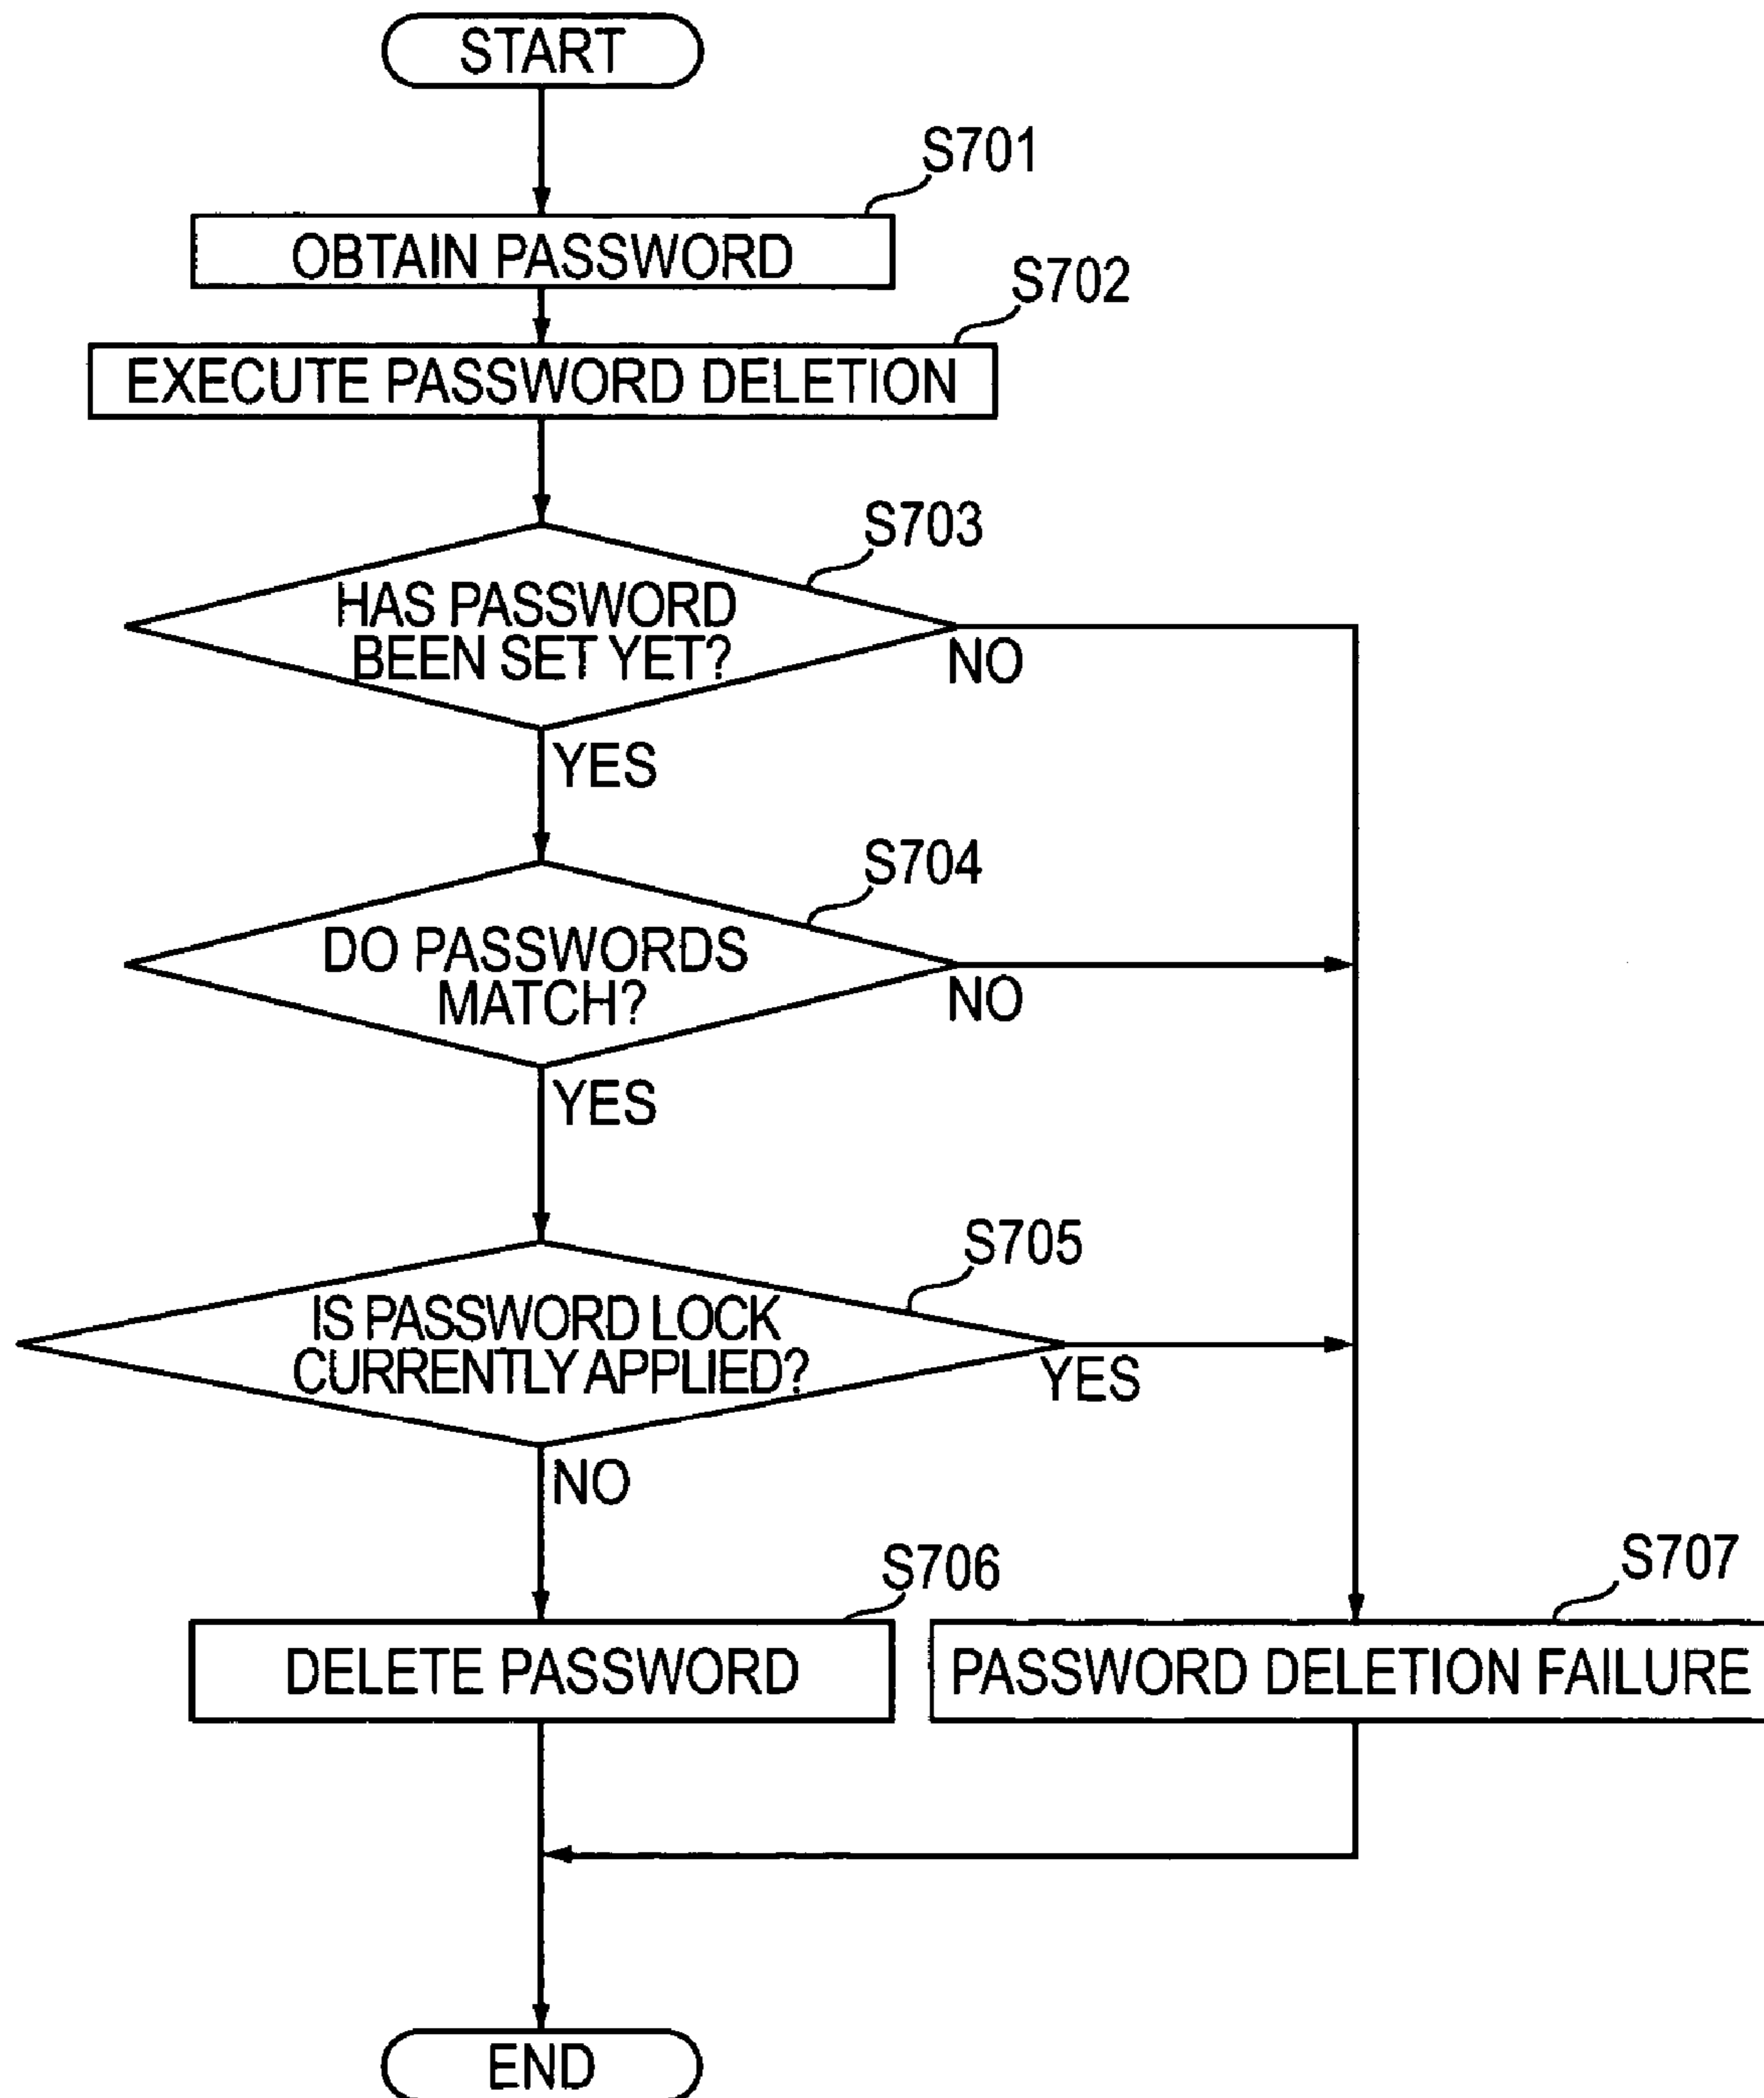 START
S701
OBTAIN PASSWORD
S702
EXECUTE PASSWORD DELETION
S703
HAS PASSWORD
BEEN SET YET?
NO
YES
S704
DO PASSWORDS
MATCH?
NO
YES
S705
IS PASSWORD LOCK
CURRENTLY APPLIED?
YES
NO
S706
S707
DELETE PASSWORD
PASSWORD DELETION FAILURE
END